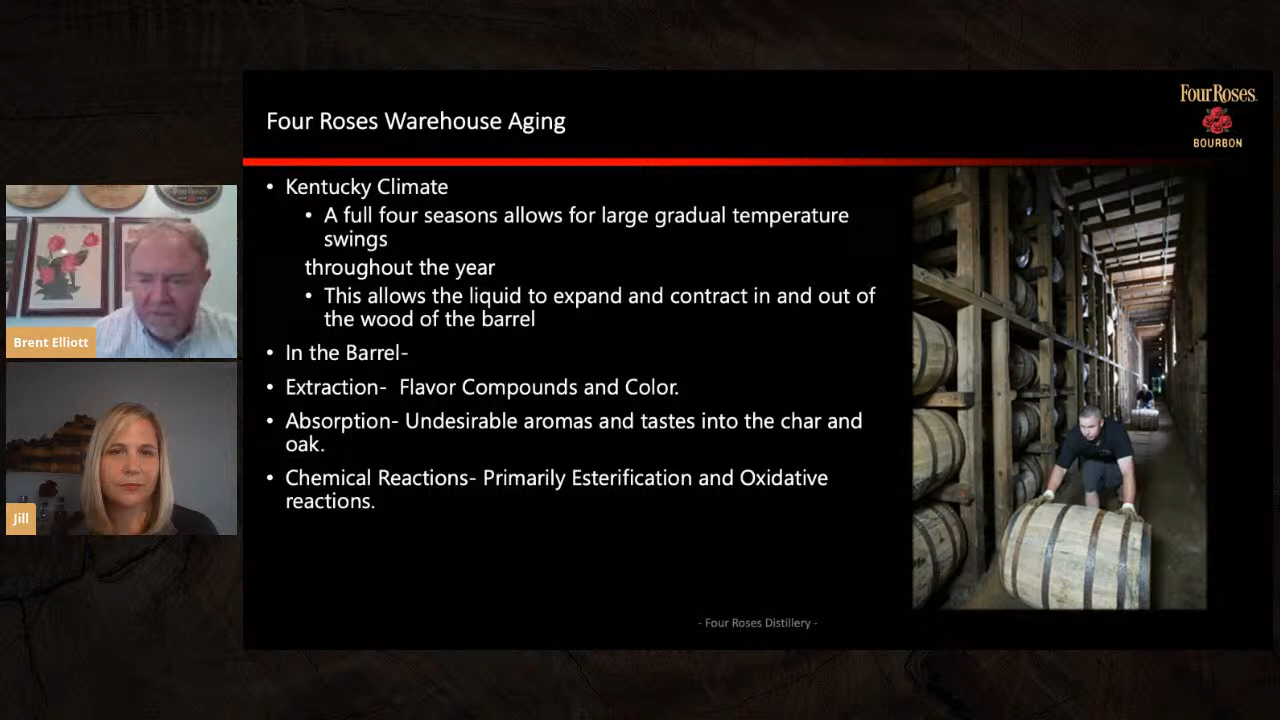 Four Roses Warehouse Aging
Four Roses
BOURBON
• Kentucky Climate
• A full four seasons allows for large gradual temperature
swings
throughout the year
• This allows the liquid to expand and contract in and out of
the wood of the barrel
• In the Barrel-
• Extraction- Flavor Compounds and Color.
• Absorption- Undesirable aromas and tastes into the char and
oak.
• Chemical Reactions- Primarily Esterification and Oxidative
reactions.
- Four Roses Distillery -
Brent Elliott
Jill